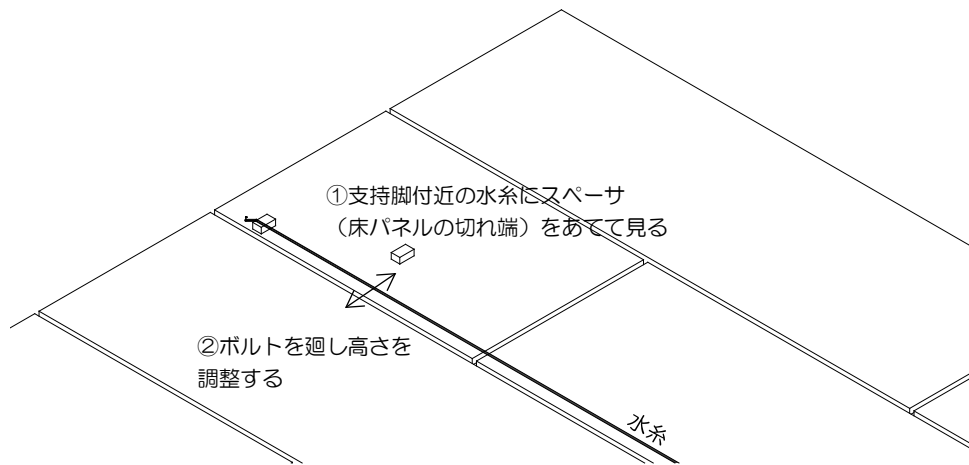 ①支持脚付近の水糸にスペーサ
（床パネルの切れ端）をあてて見る
②ボルトを廻し高さを
調整する
水糸